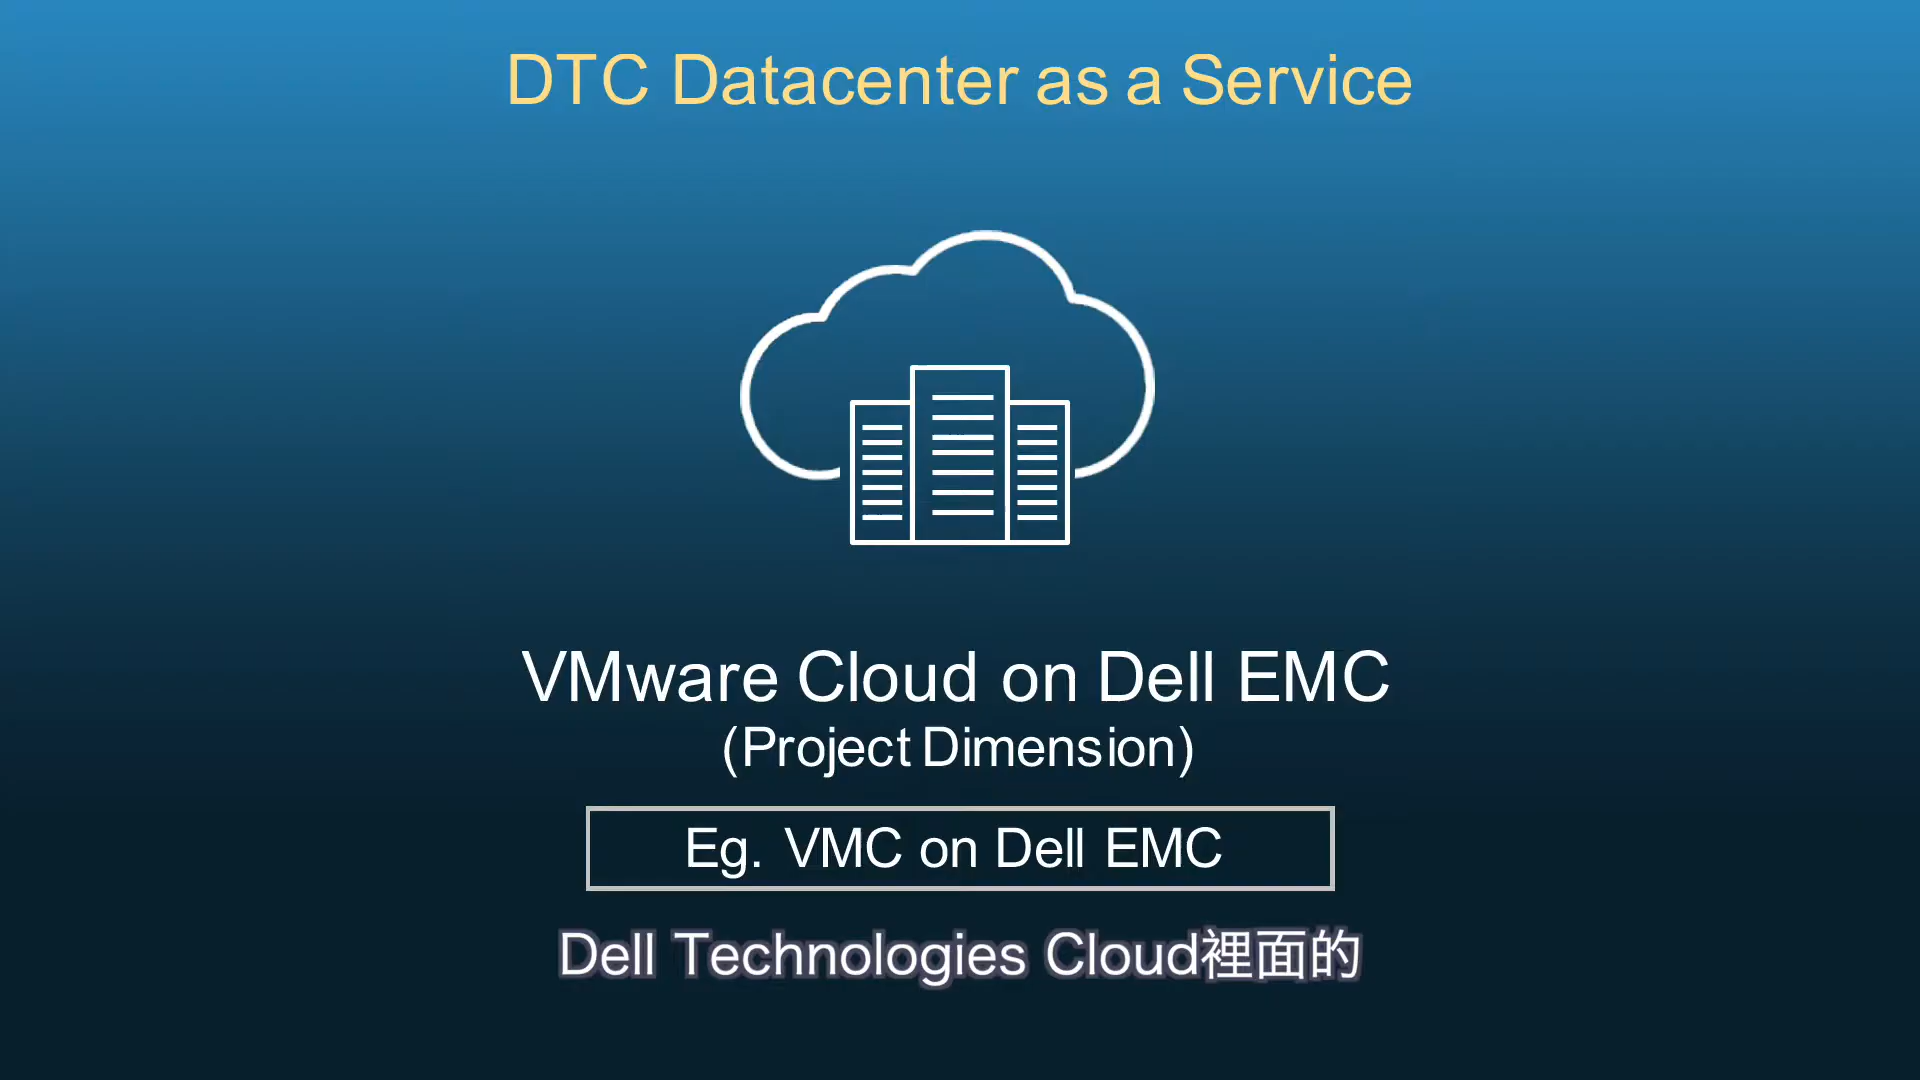 DTC Datacenter as a Service
VMware Cloud on Dell EMC
(Project Dimension)
Eg. VMC on Dell EMC
Dell Technologies Cloud裡面的